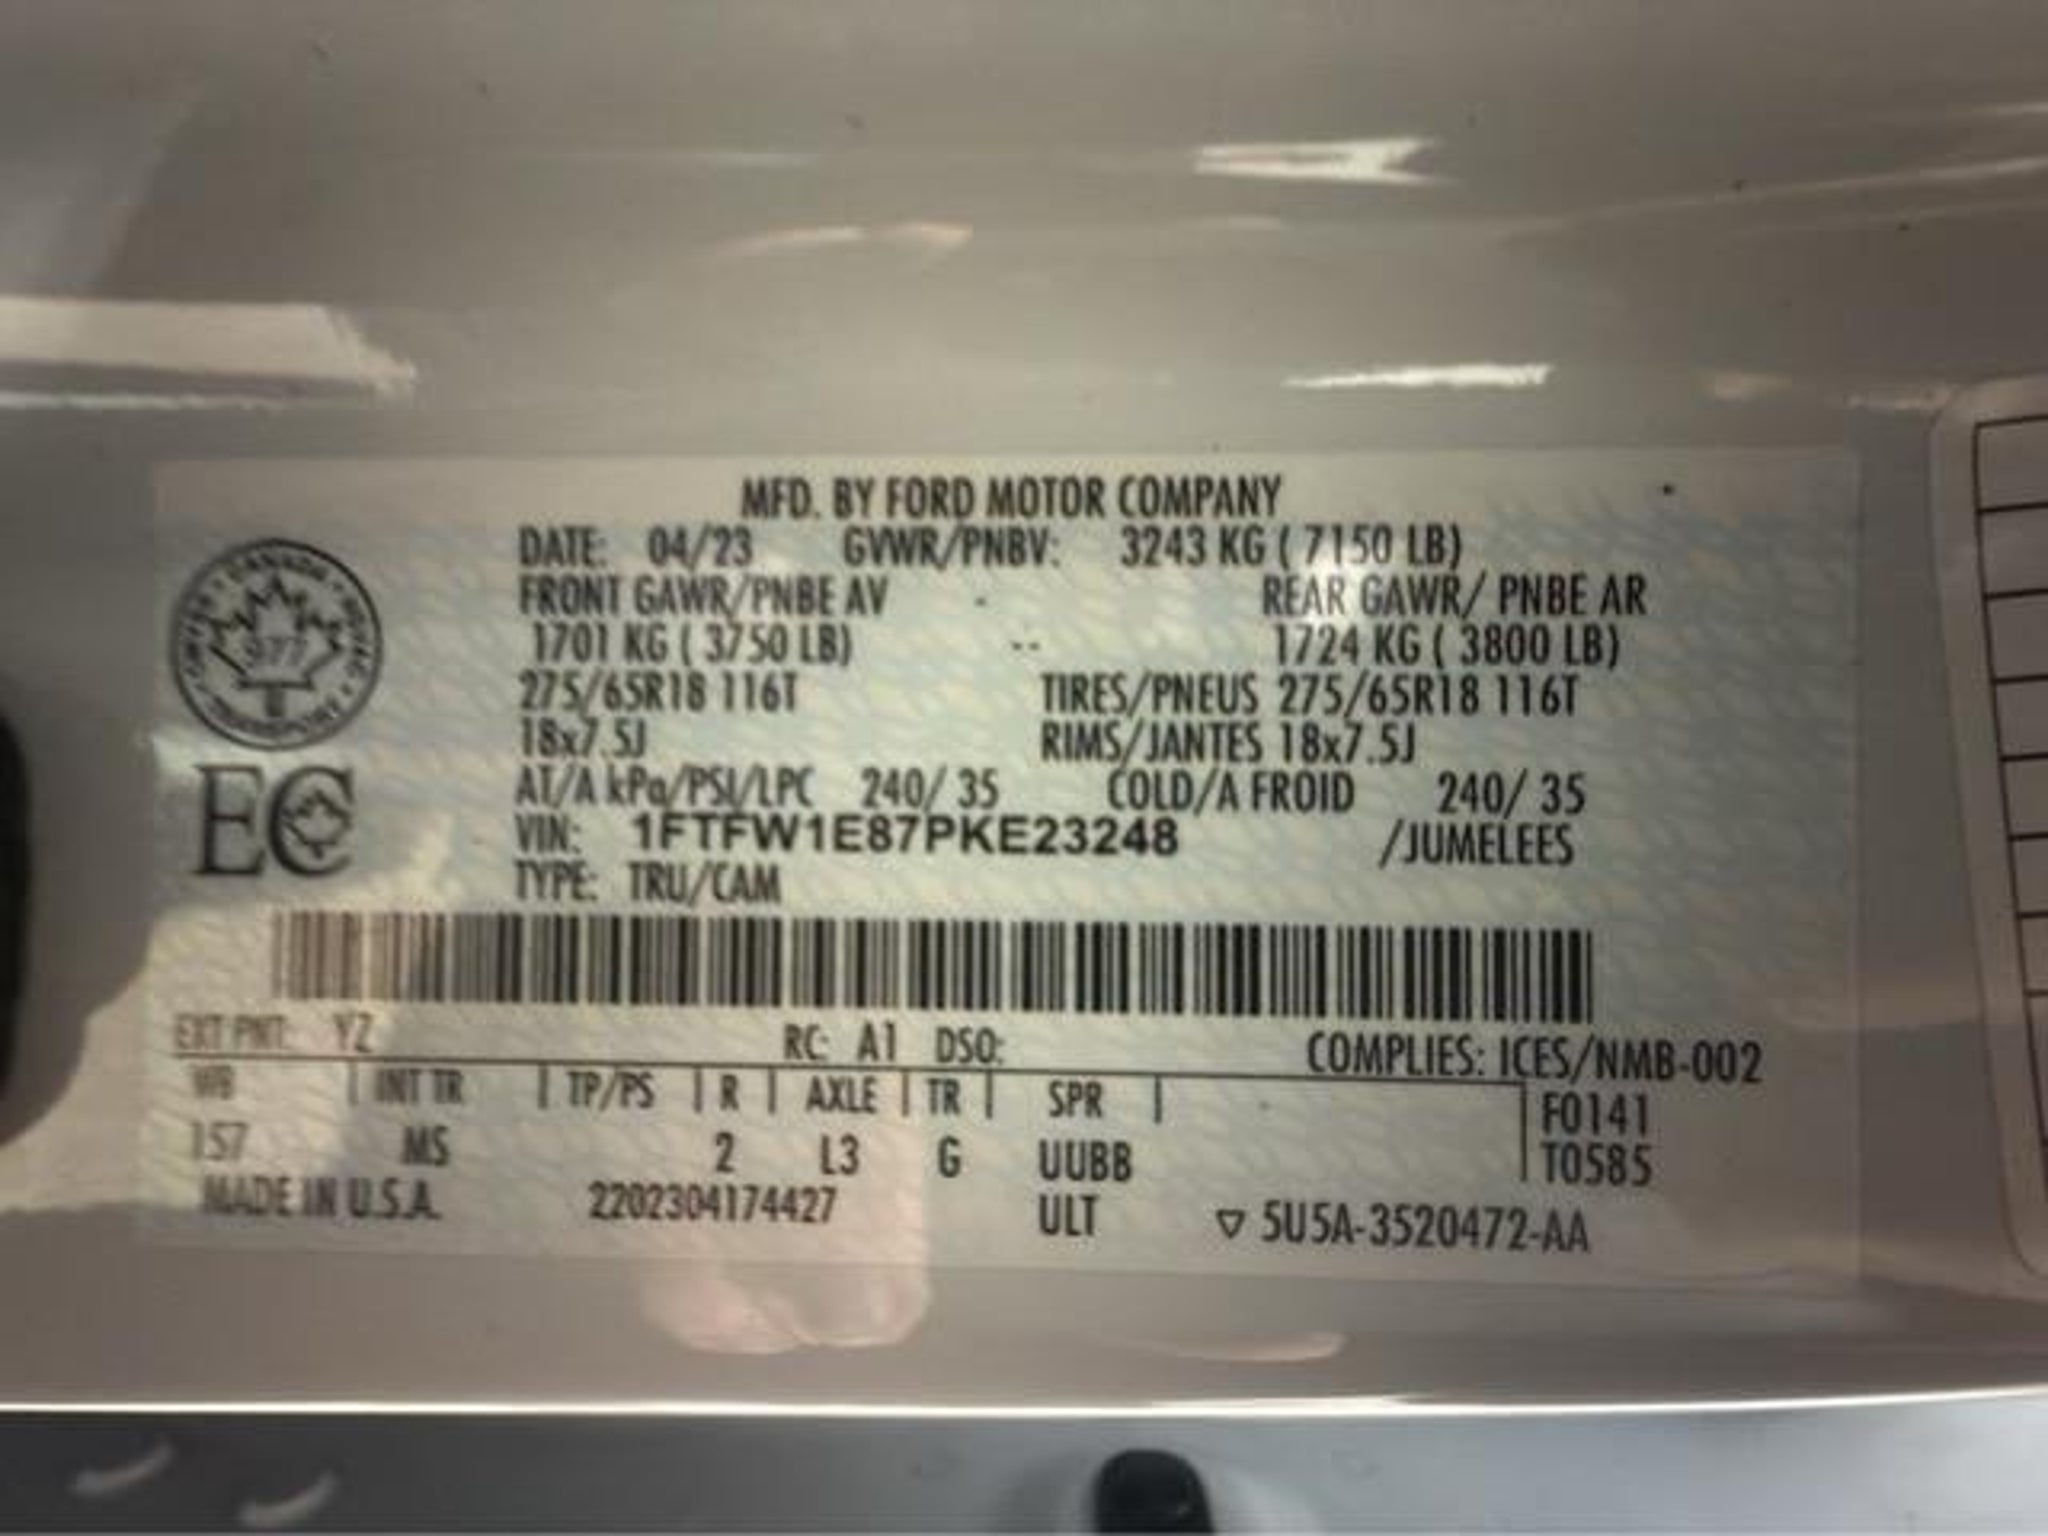 MFD. BY FORD MOTOR COMPANY
DATE: 04/23 GVWR/PNBV: 3243 KG ( 7150 LB)
FRONT GAWR/PNBE AV REAR GAWR/ PNBE AR
1701 KG ( 3750 LB) -- 1724 KG ( 3800 LB)
275/65R18 116T TIRES/PNEUS 275/65R18 116T
18x7.5J RIMS/JANTES 18x7.5J
AT/A kPa/PSI/LPC 240/ 35 COLD/A FROID 240/ 35
VIN: 1FTFW1E87PKE23248 /JUMELEES
TYPE: TRU/CAM
CANADA
677
EC
EXT PNT: YZ RC: A1 DSO: COMPLIES: ICES/NMB-002
WB | INT TR | TP/PS | R | AXLE | TR | SPR | F0141
157 MS 2 L3 G UUBB T0585
MADE IN U.S.A. 2202304174427 ULT ▽ 5U5A-3520472-AA